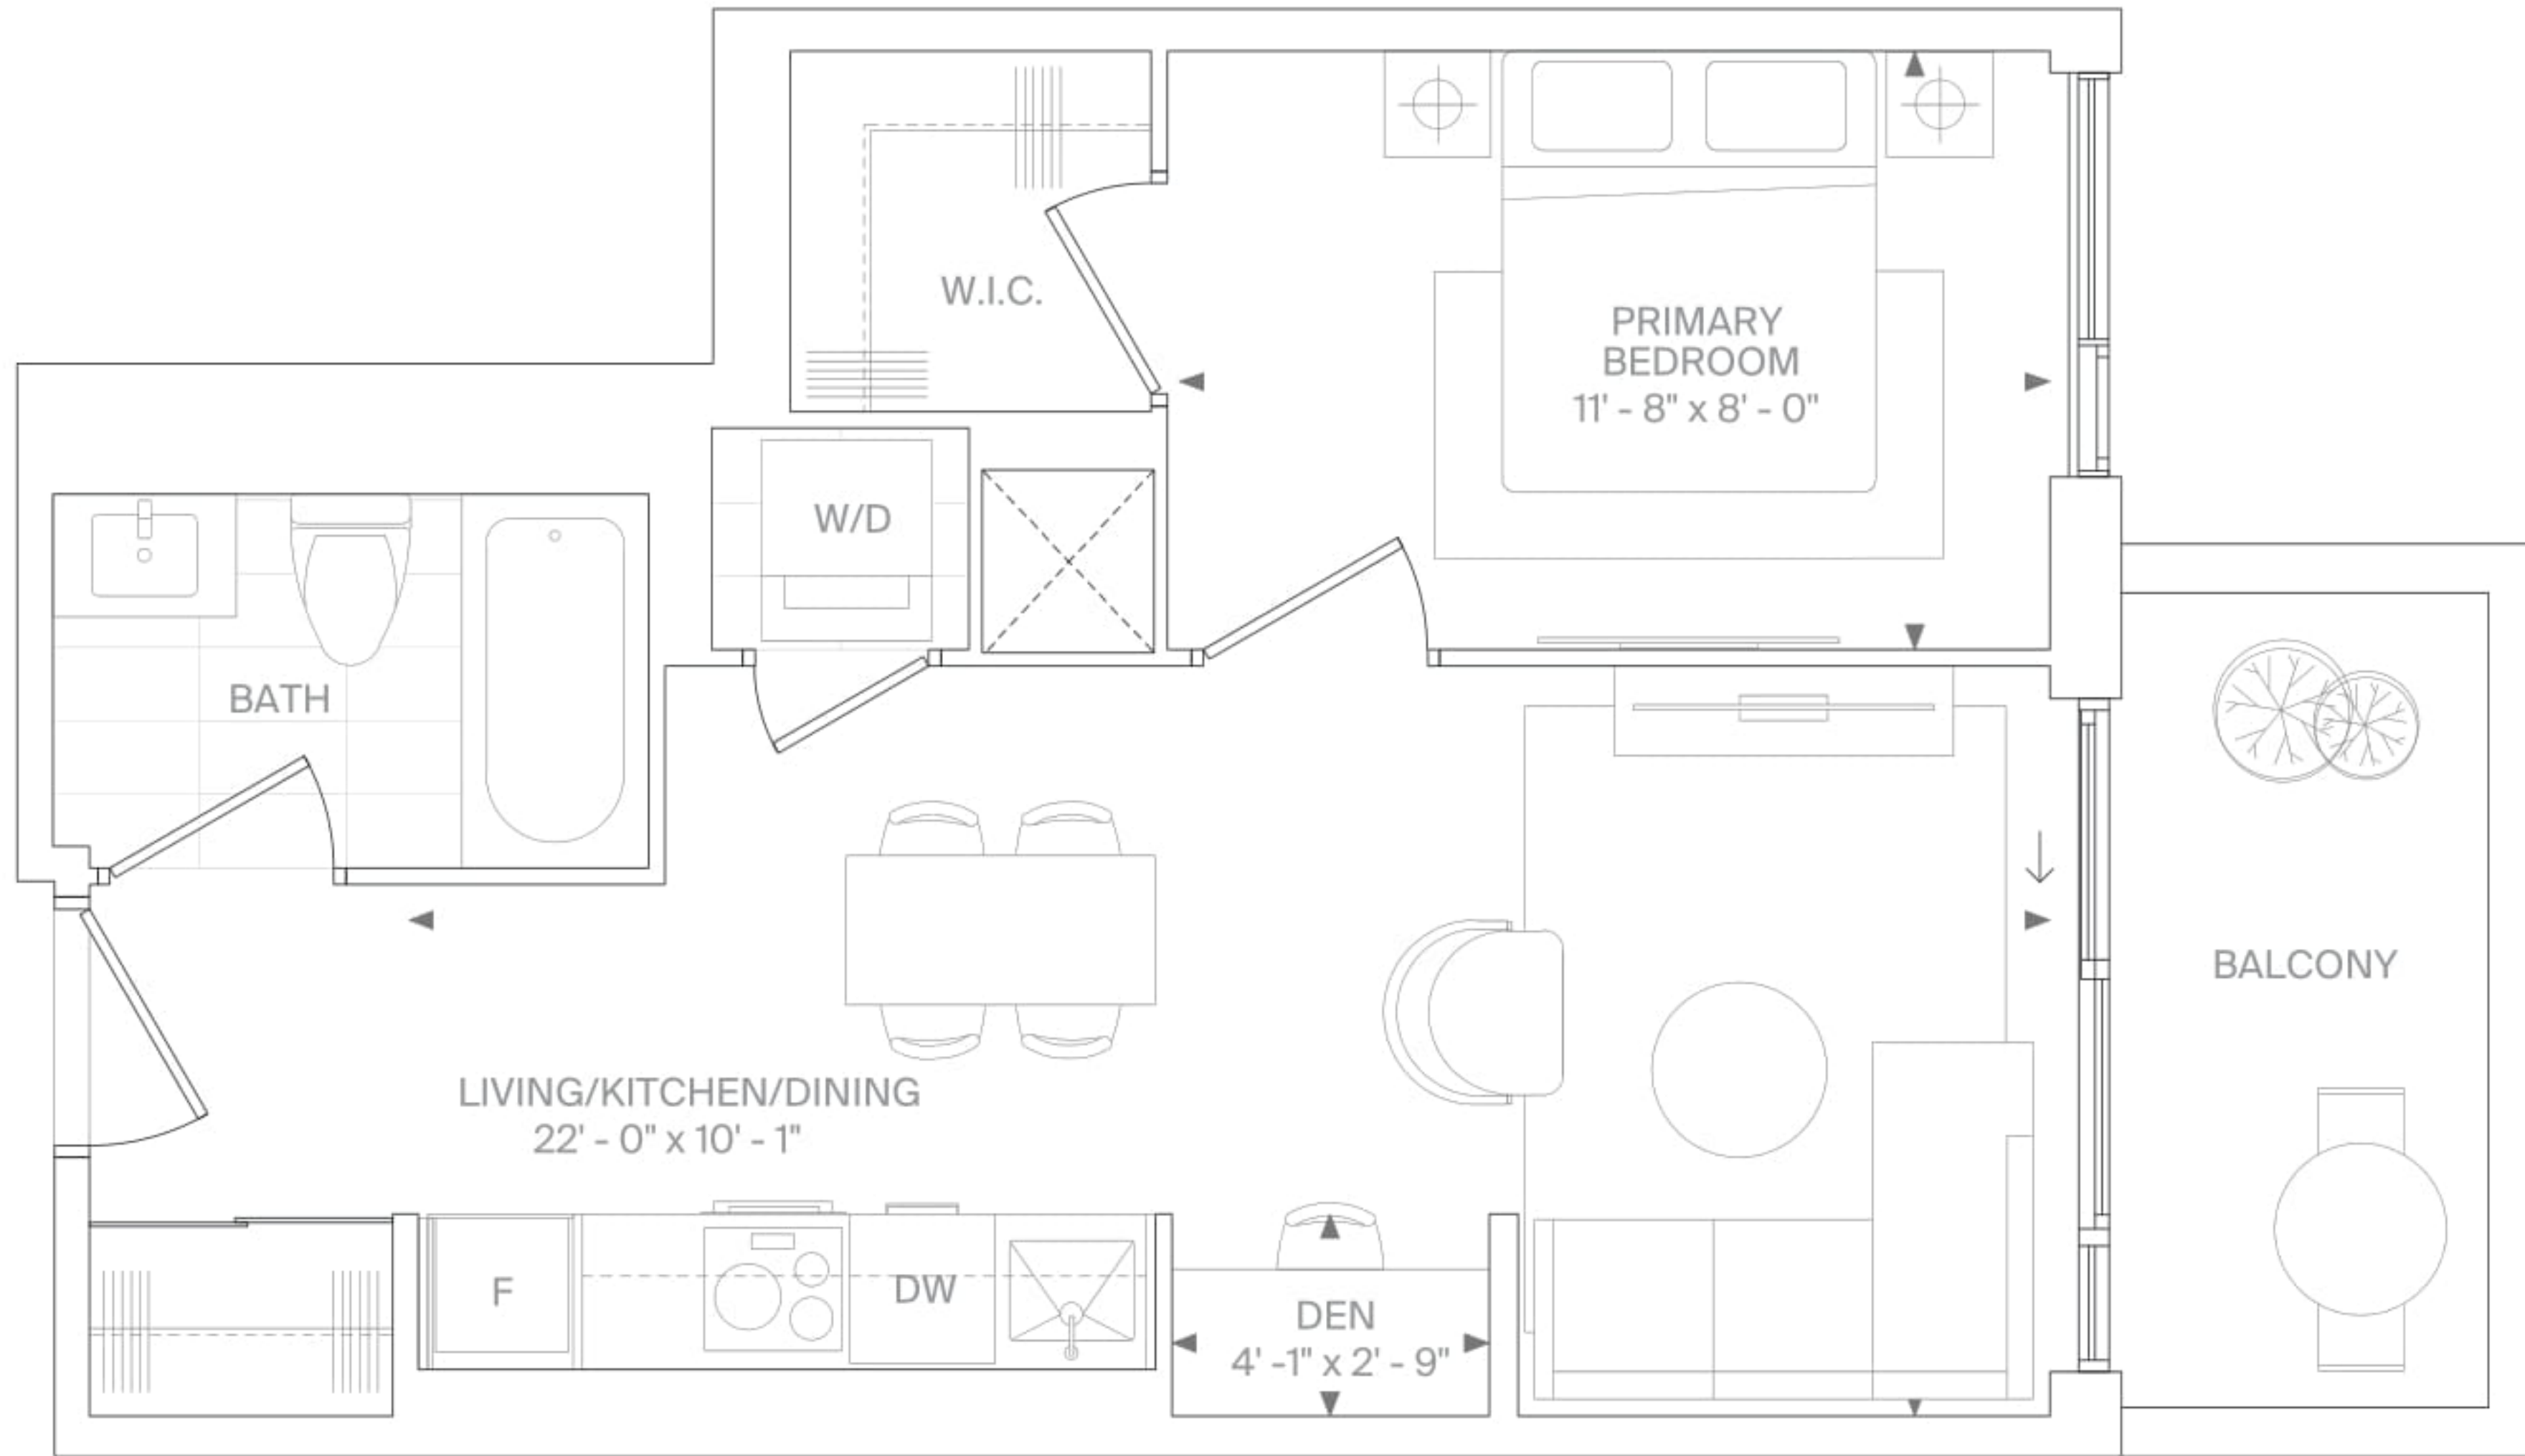 W.I.C.
PRIMARY
BEDROOM
11' - 8" x 8' - 0"
W/D
BATH
BALCONY
LIVING/KITCHEN/DINING
22' - 0" x 10' - 1"
F
DW
DEN
4' -1" x 2' - 9"